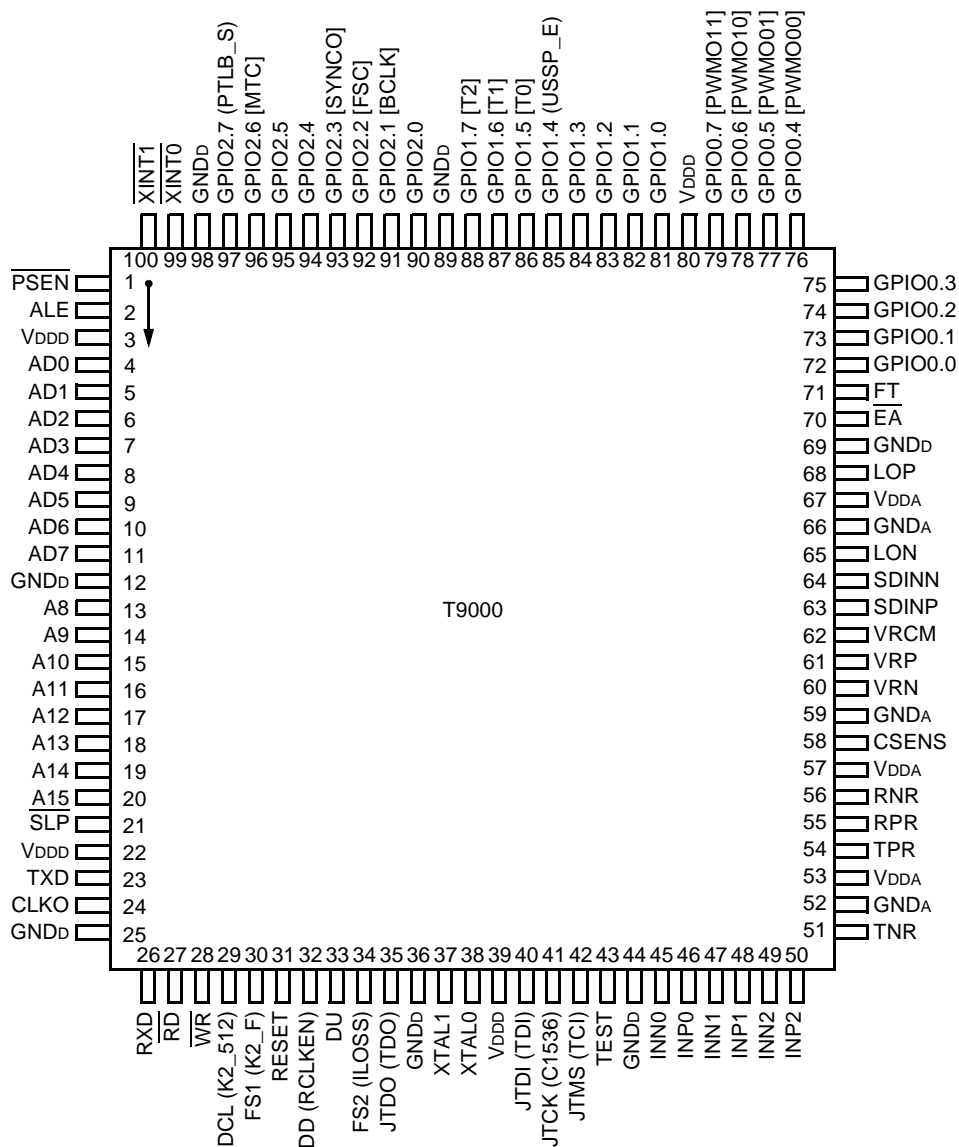 XINT1
XINT0
GNDD
GPIO2.7 (PTLB_S)
GPIO2.6 [MTC]
GPIO2.5
GPIO2.4
GPIO2.3 [SYNCO]
GPIO2.2 [FSC]
GPIO2.1 [BCLK]
GPIO2.0
GNDD
GPIO1.7 [T2]
GPIO1.6 [T1]
GPIO1.5 [T0]
GPIO1.4 (USSP_E)
GPIO1.3
GPIO1.2
GPIO1.1
GPIO1.0
VDDD
GPIO0.7 [PWMO11]
GPIO0.6 [PWMO10]
GPIO0.5 [PWMO01]
GPIO0.4 [PWMO00]
100 99 98 97 96 95 94 93 92 91 90 89 88 87 86 85 84 83 82 81 80 79 78 77 76
PSEN 1
ALE 2
VDDD 3
AD0 4
AD1 5
AD2 6
AD3 7
AD4 8
AD5 9
AD6 10
AD7 11
GNDD 12
A8 13
A9 14
A10 15
A11 16
A12 17
A13 18
A14 19
A15 20
SLP 21
VDDD 22
TXD 23
CLKO 24
GNDD 25
T9000
75 GPIO0.3
74 GPIO0.2
73 GPIO0.1
72 GPIO0.0
71 FT
70 EA
69 GNDD
68 LOP
67 VDDA
66 GNDA
65 LON
64 SDINN
63 SDINP
62 VRCM
61 VRP
60 VRN
59 GNDA
58 CSENS
57 VDDA
56 RNR
55 RPR
54 TPR
53 VDDA
52 GNDA
51 TNR
26 27 28 29 30 31 32 33 34 35 36 37 38 39 40 41 42 43 44 45 46 47 48 49 50
RXD
RD
WR
DCL (K2_512)
FS1 (K2_F)
RESET
DD (RCLKEN)
DU
FS2 (ILOSS)
JTDO (TDO)
GNDD
XTAL1
XTAL0
VDDD
JTDI (TDI)
JTCK (C1536)
JTMS (TCI)
TEST
GNDD
INN0
INP0
INN1
INP1
INN2
INP2